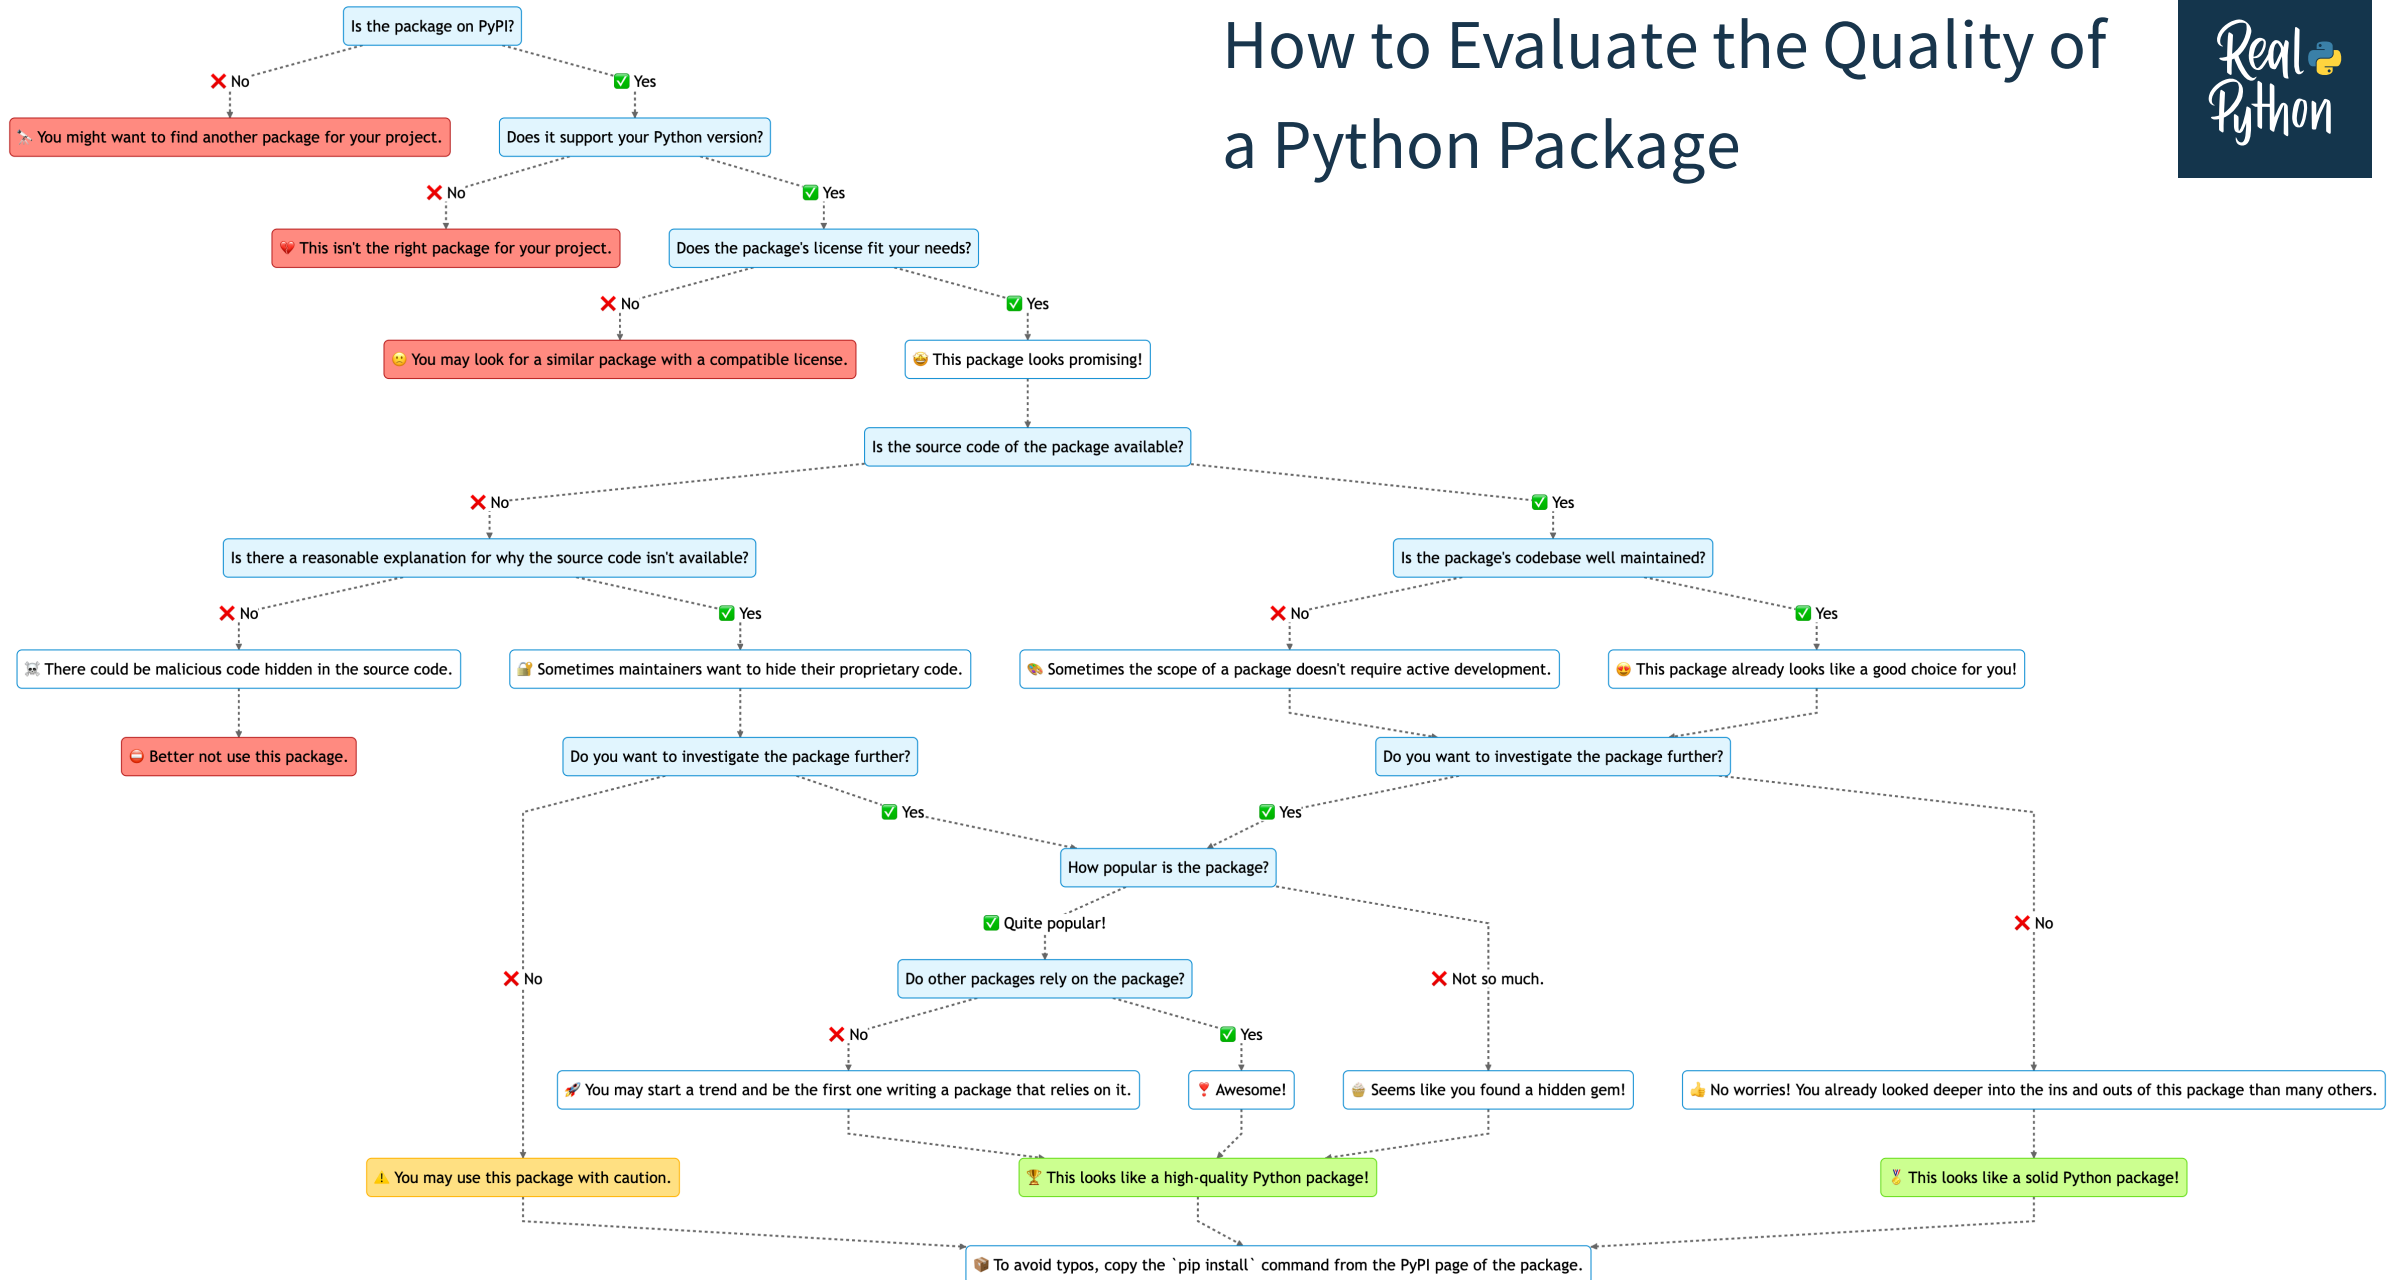 How to Evaluate the Quality of
a Python Package
Real
Python
Is the package on PyPI?
❌ No
✅ Yes
You might want to find another package for your project.
Does it support your Python version?
❌ No
✅ Yes
💔 This isn't the right package for your project.
Does the package's license fit your needs?
❌ No
✅ Yes
😕 You may look for a similar package with a compatible license.
🤩 This package looks promising!
Is the source code of the package available?
❌ No
✅ Yes
Is there a reasonable explanation for why the source code isn't available?
Is the package's codebase well maintained?
❌ No
✅ Yes
❌ No
✅ Yes
☠️ There could be malicious code hidden in the source code.
🔐 Sometimes maintainers want to hide their proprietary code.
🎨 Sometimes the scope of a package doesn't require active development.
😍 This package already looks like a good choice for you!
⛔ Better not use this package.
Do you want to investigate the package further?
Do you want to investigate the package further?
✅ Yes
✅ Yes
How popular is the package?
✅ Quite popular!
❌ No
❌ No
Do other packages rely on the package?
❌ Not so much.
❌ No
✅ Yes
🚀 You may start a trend and be the first one writing a package that relies on it.
❣️ Awesome!
🧁 Seems like you found a hidden gem!
👍 No worries! You already looked deeper into the ins and outs of this package than many others.
⚠️ You may use this package with caution.
🏆 This looks like a high-quality Python package!
🏅 This looks like a solid Python package!
📦 To avoid typos, copy the `pip install` command from the PyPI page of the package.